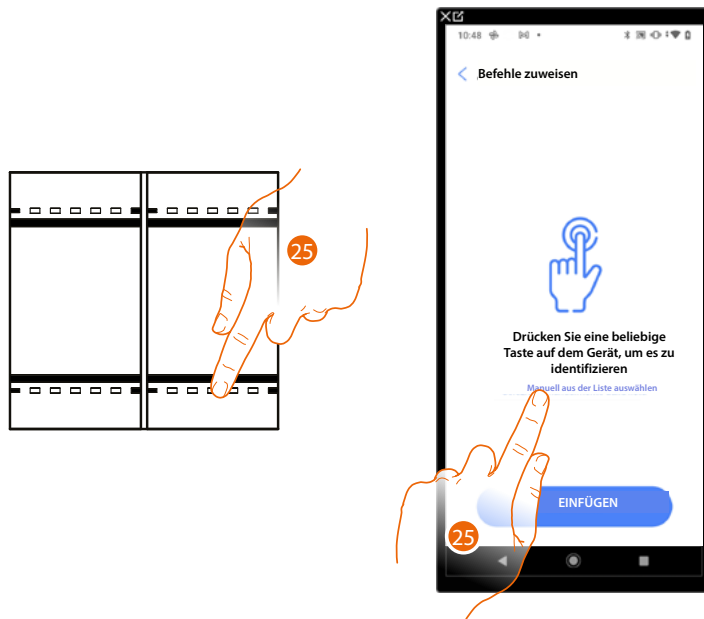 10:48
Befehle zuweisen
25
Drücken Sie eine beliebige
Taste auf dem Gerät, um es zu
identifizieren
Manuell aus der Liste auswählen
EINFÜGEN
25